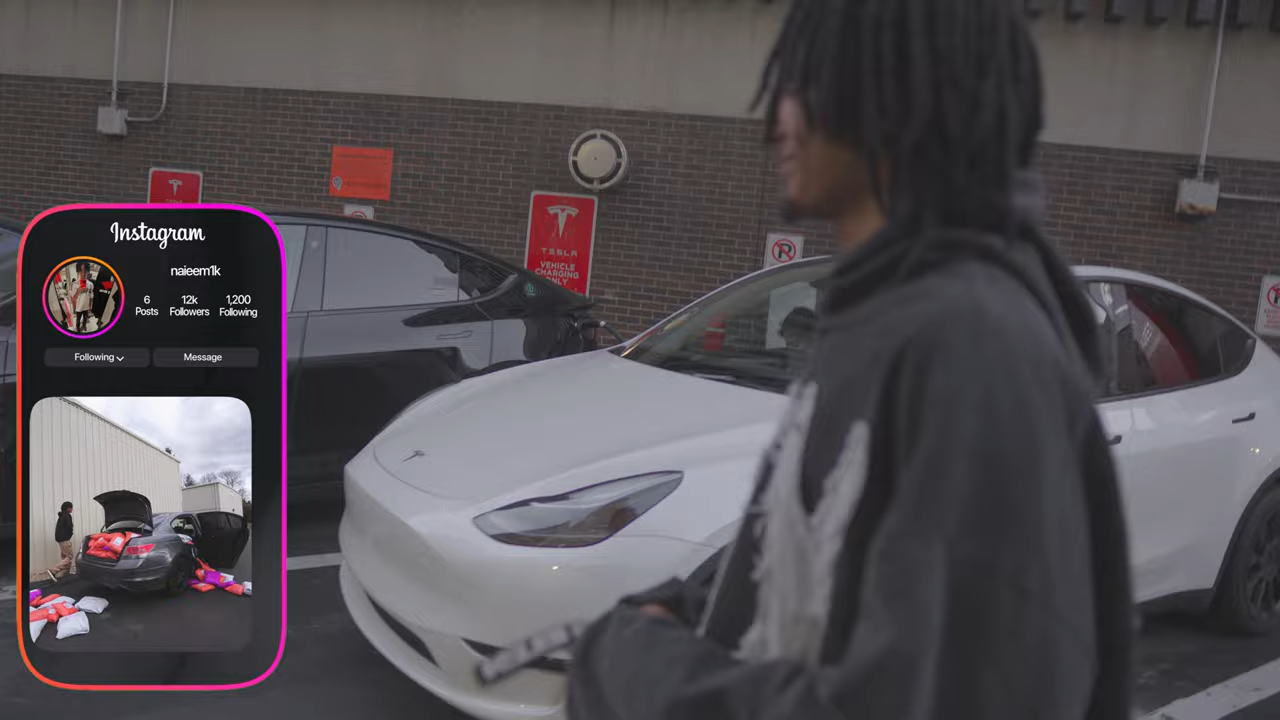 Instagram
naieem1k
6 12k 1,200
Posts Followers Following
Following Message
TESLA
VEHICLE
CHARGING
ONLY